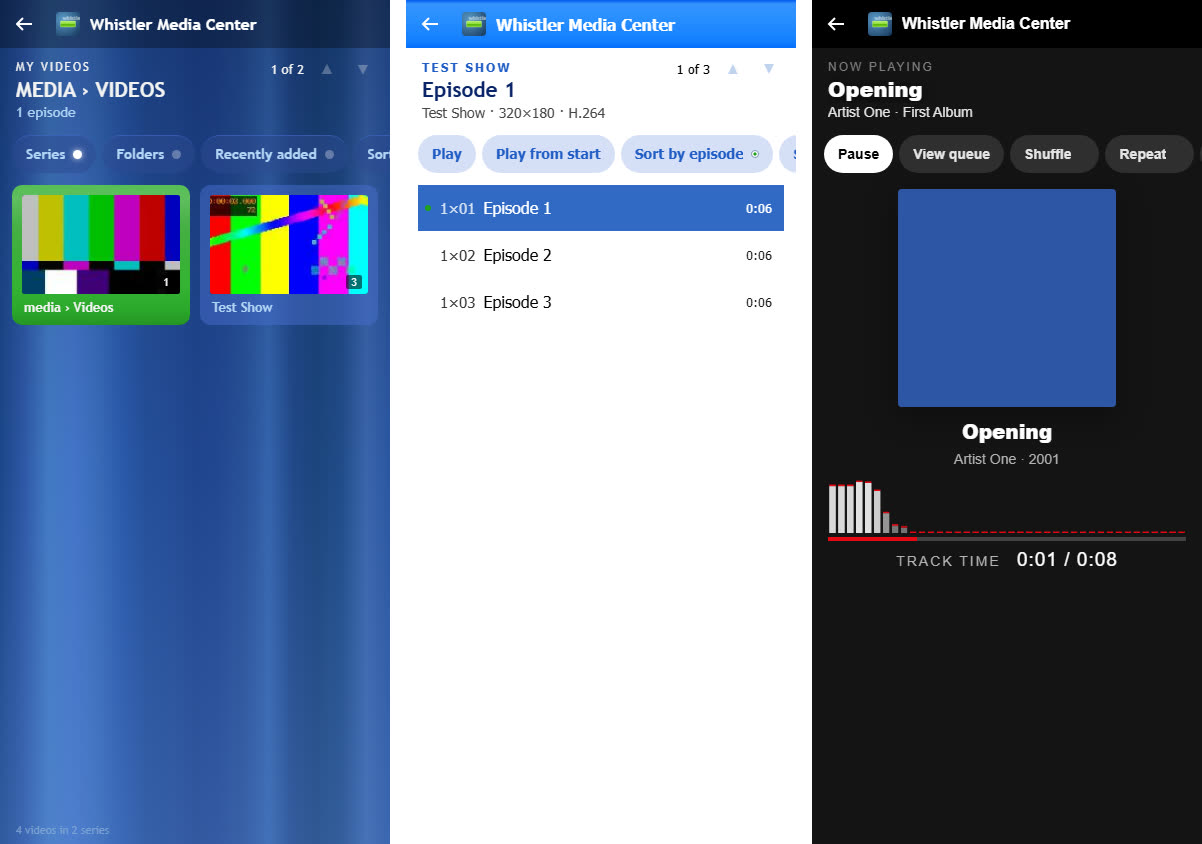 Whistler Media Center
MY VIDEOS
1 of 2
MEDIA › VIDEOS
1 episode
Series
Folders
Recently added
Sor
1
media › Videos
3
Test Show
4 videos in 2 series
Whistler Media Center
TEST SHOW
1 of 3
Episode 1
Test Show · 320×180 · H.264
Play
Play from start
Sort by episode
1×01 Episode 1 0:06
1×02 Episode 2 0:06
1×03 Episode 3 0:06
Whistler Media Center
NOW PLAYING
Opening
Artist One · First Album
Pause
View queue
Shuffle
Repeat
Opening
Artist One · 2001
TRACK TIME 0:01 / 0:08